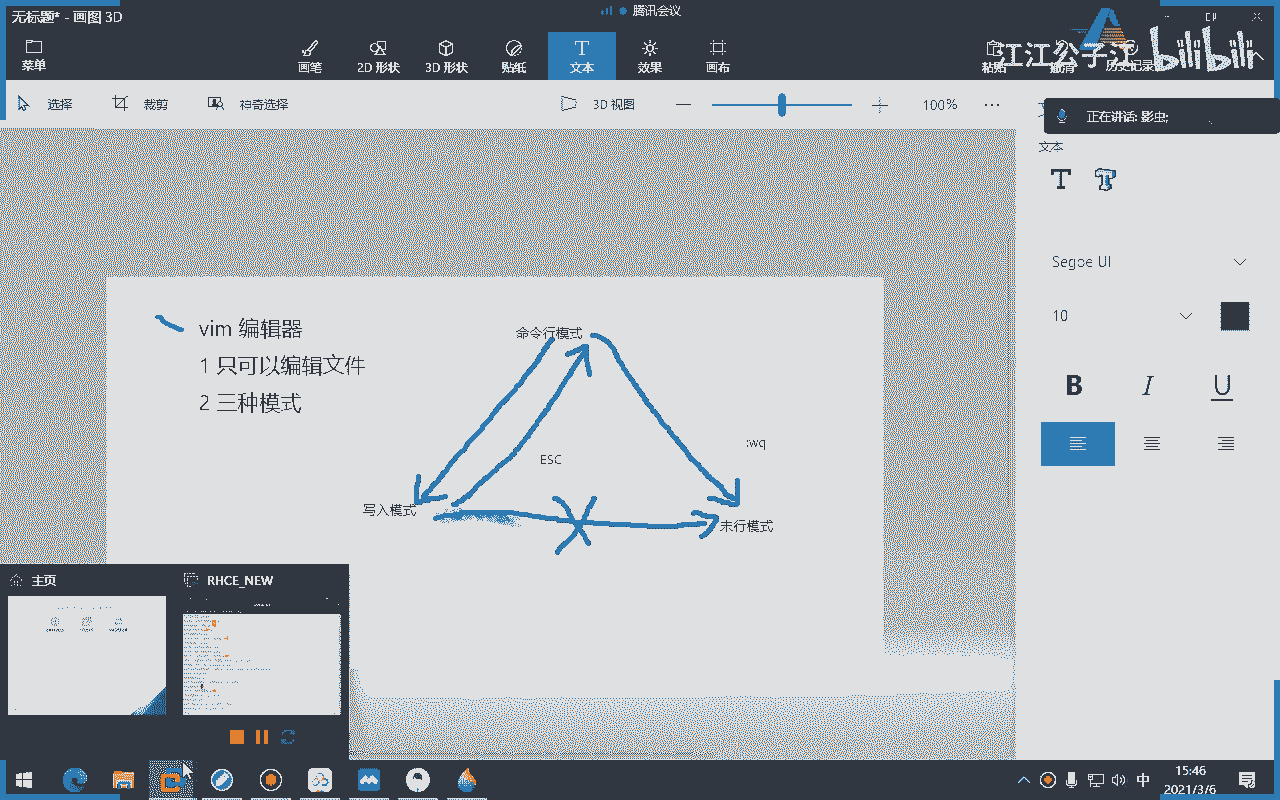 无标题* - 画图 3D
腾讯会议
菜单
画笔
2D 形状
3D 形状
贴纸
文本
效果
画布
粘贴
撤消
历史记录
江江公子江
bilibili
选择
裁剪
神奇选择
3D 视图
100%
正在讲话: 影虫;
文本
Segoe UI
10
B
I
U
vim 编辑器
1 只可以编辑文件
2 三种模式
命令行模式
:wq
ESC
写入模式
末行模式
主页
RHCE_NEW
中
15:46
2021/3/6